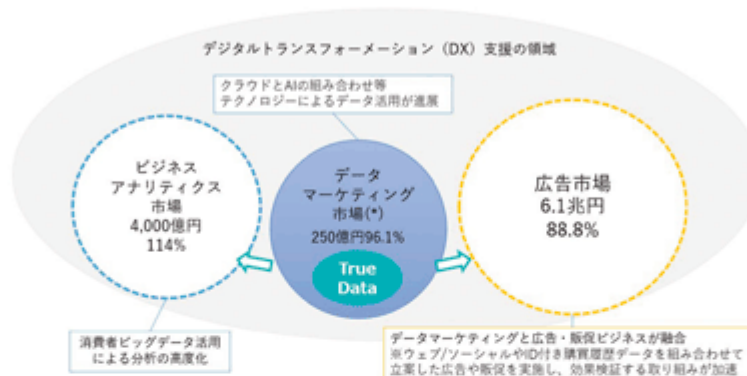 デジタルトランスフォーメーション（DX）支援の領域
クラウドとAIの組み合わせ等
テクノロジーによるデータ活用が進展
ビジネス
アナリティクス
市場
4,000億円
114%
データ
マーケティング
市場(*)
250億円96.1%
True
Data
広告市場
6.1兆円
88.8%
消費者ビッグデータ活用
による分析の高度化
データマーケティングと広告・販促ビジネスが融合
※ウェブ/ソーシャルやID付き購買履歴データを組み合わせて
立案した広告や販促を実施し、効果検証する取り組みが加速